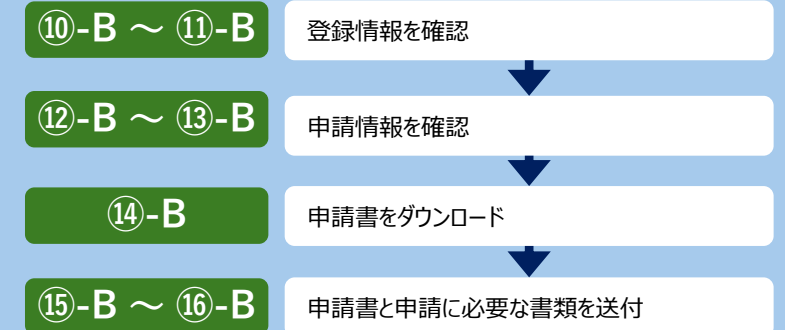 ⑩-B ～ ⑪-B 登録情報を確認
⑫-B ～ ⑬-B 申請情報を確認
⑭-B 申請書をダウンロード
⑮-B ～ ⑯-B 申請書と申請に必要な書類を送付